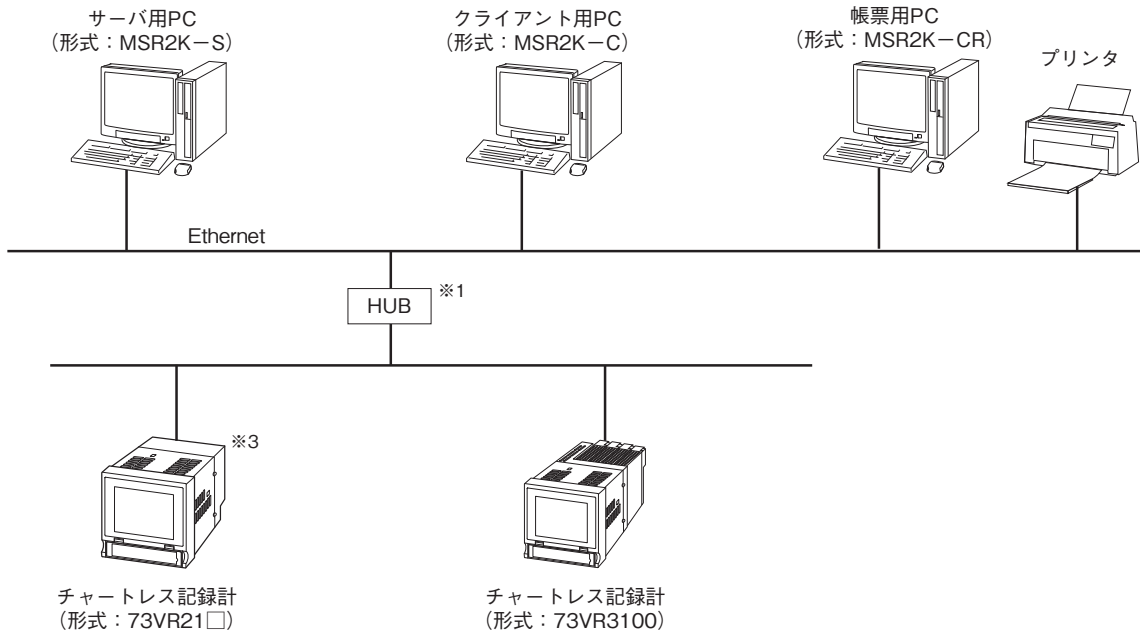 サーバ用PC
（形式：MSR2K－S）
クライアント用PC
（形式：MSR2K－C）
帳票用PC
（形式：MSR2K－CR）
プリンタ
Ethernet
HUB
※1
※3
チャートレス記録計
（形式：73VR21□）
チャートレス記録計
（形式：73VR3100）